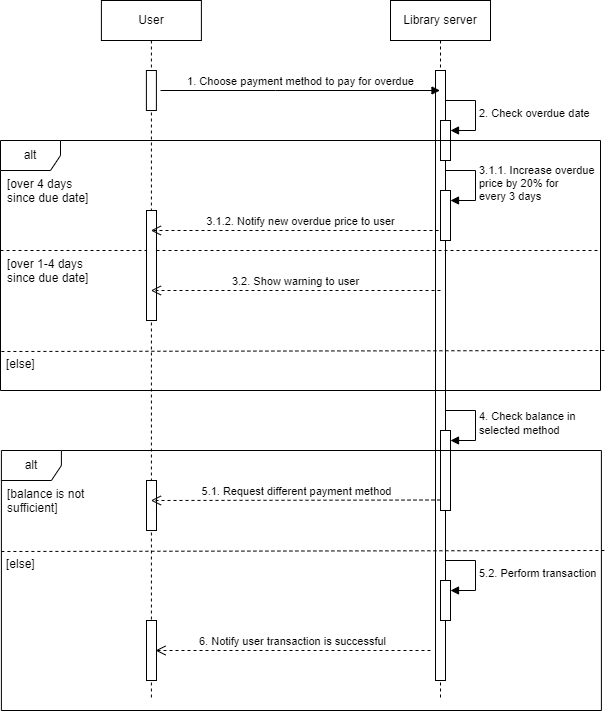 User
Library server
1. Choose payment method to pay for overdue
2. Check overdue date
alt
[over 4 days
since due date]
3.1.1. Increase overdue
price by 20% for
every 3 days
3.1.2. Notify new overdue price to user
[over 1-4 days
since due date]
3.2. Show warning to user
[else]
4. Check balance in
selected method
alt
[balance is not
sufficient]
5.1. Request different payment method
[else]
5.2. Perform transaction
6. Notify user transaction is successful